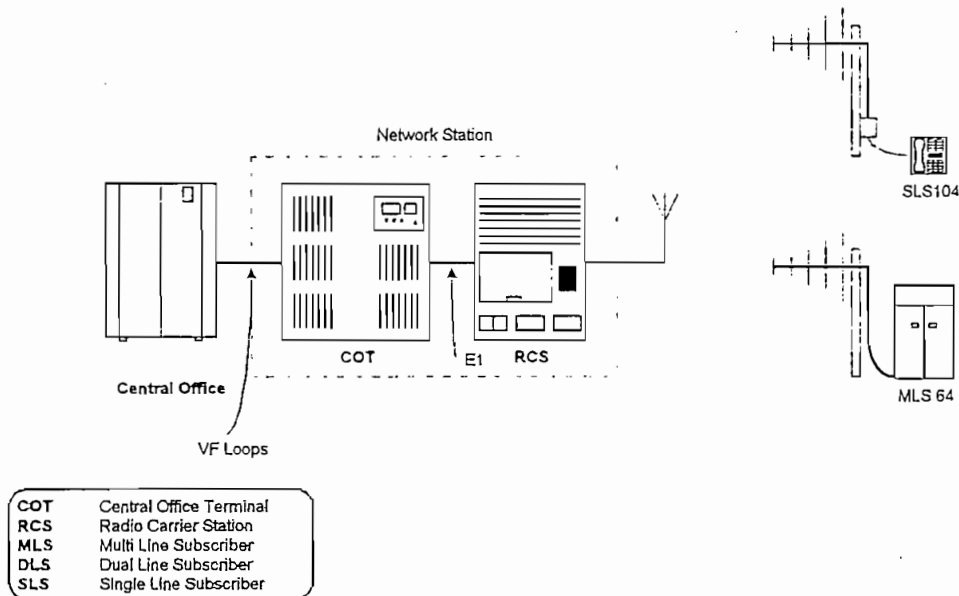 Network Station
SLS104
COT
E1
RCS
Central Office
MLS 64
VF Loops
COT Central Office Terminal
RCS Radio Carrier Station
MLS Multi Line Subscriber
DLS Dual Line Subscriber
SLS Single Line Subscriber